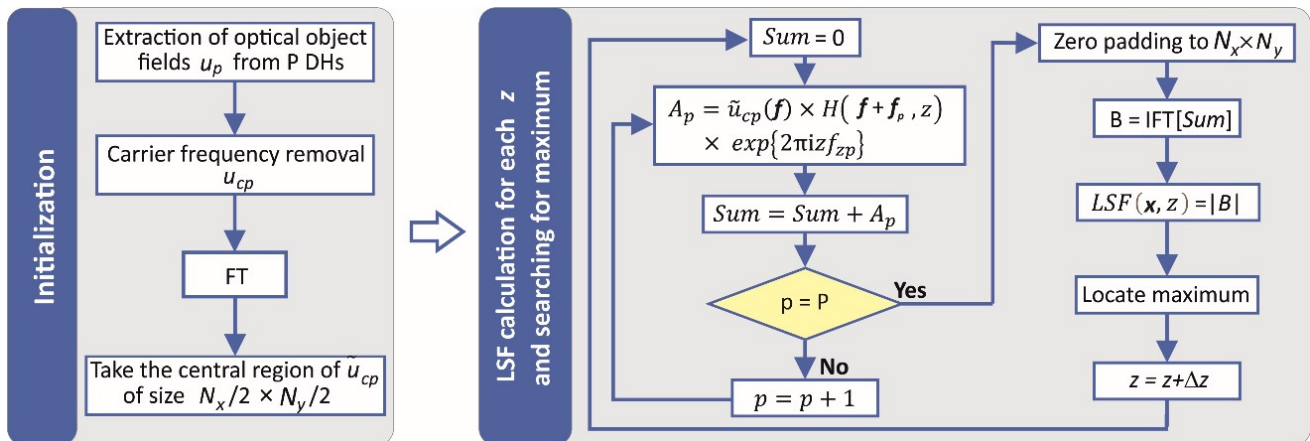 Initialization
Extraction of optical object
fields u_p from P DHs
Carrier frequency removal
u_cp
FT
Take the central region of ũ_cp
of size N_x/2 × N_y/2
LSF calculation for each z
and searching for maximum
Sum = 0
A_p = ũ_cp(f) × H( f + f_p , z)
× exp{2πizf_zp}
Sum = Sum + A_p
p = P
Yes
No
p = p + 1
Zero padding to N_x×N_y
B = IFT[Sum]
LSF(x, z) = |B|
Locate maximum
z = z+Δz